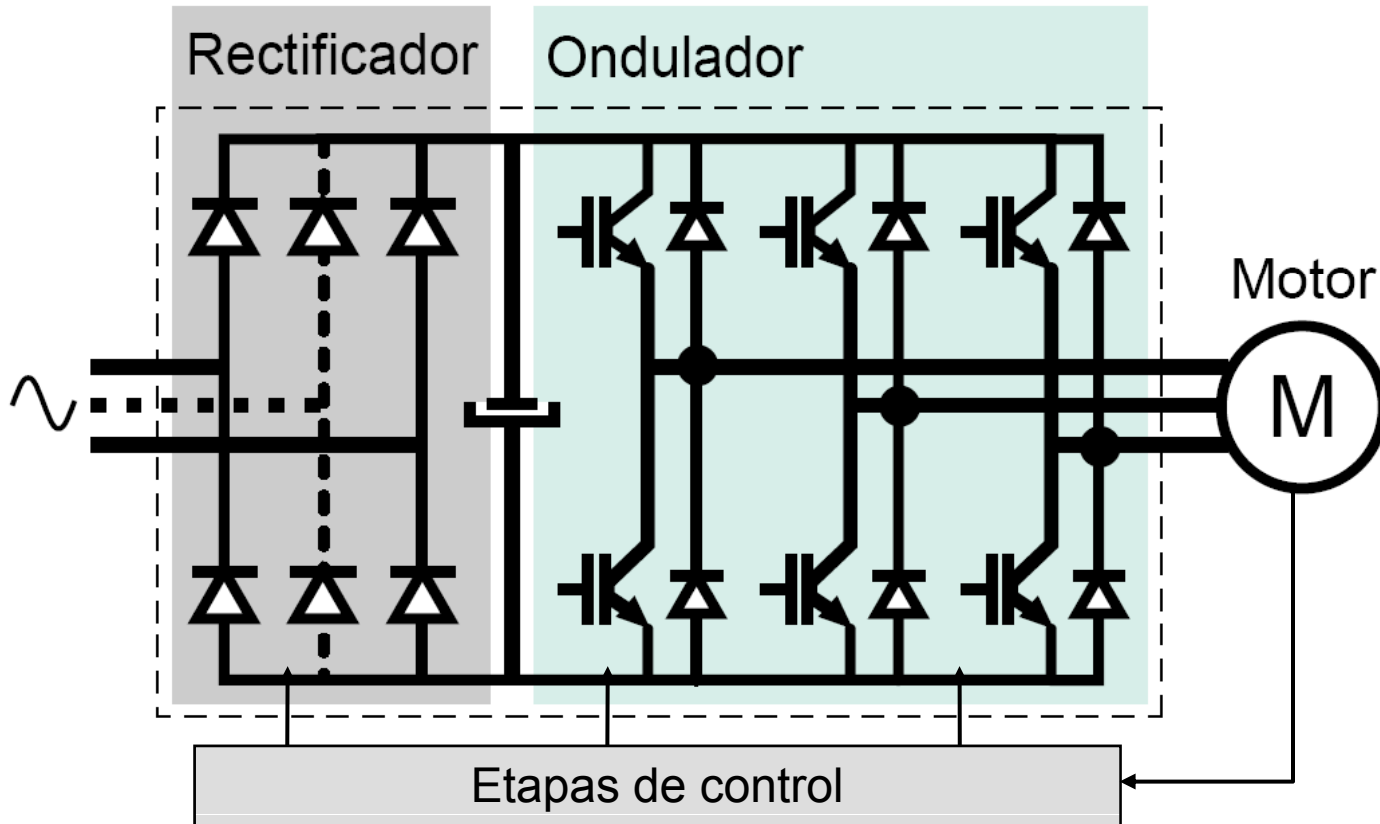 Rectificador
Ondulador
Motor
M
Etapas de control